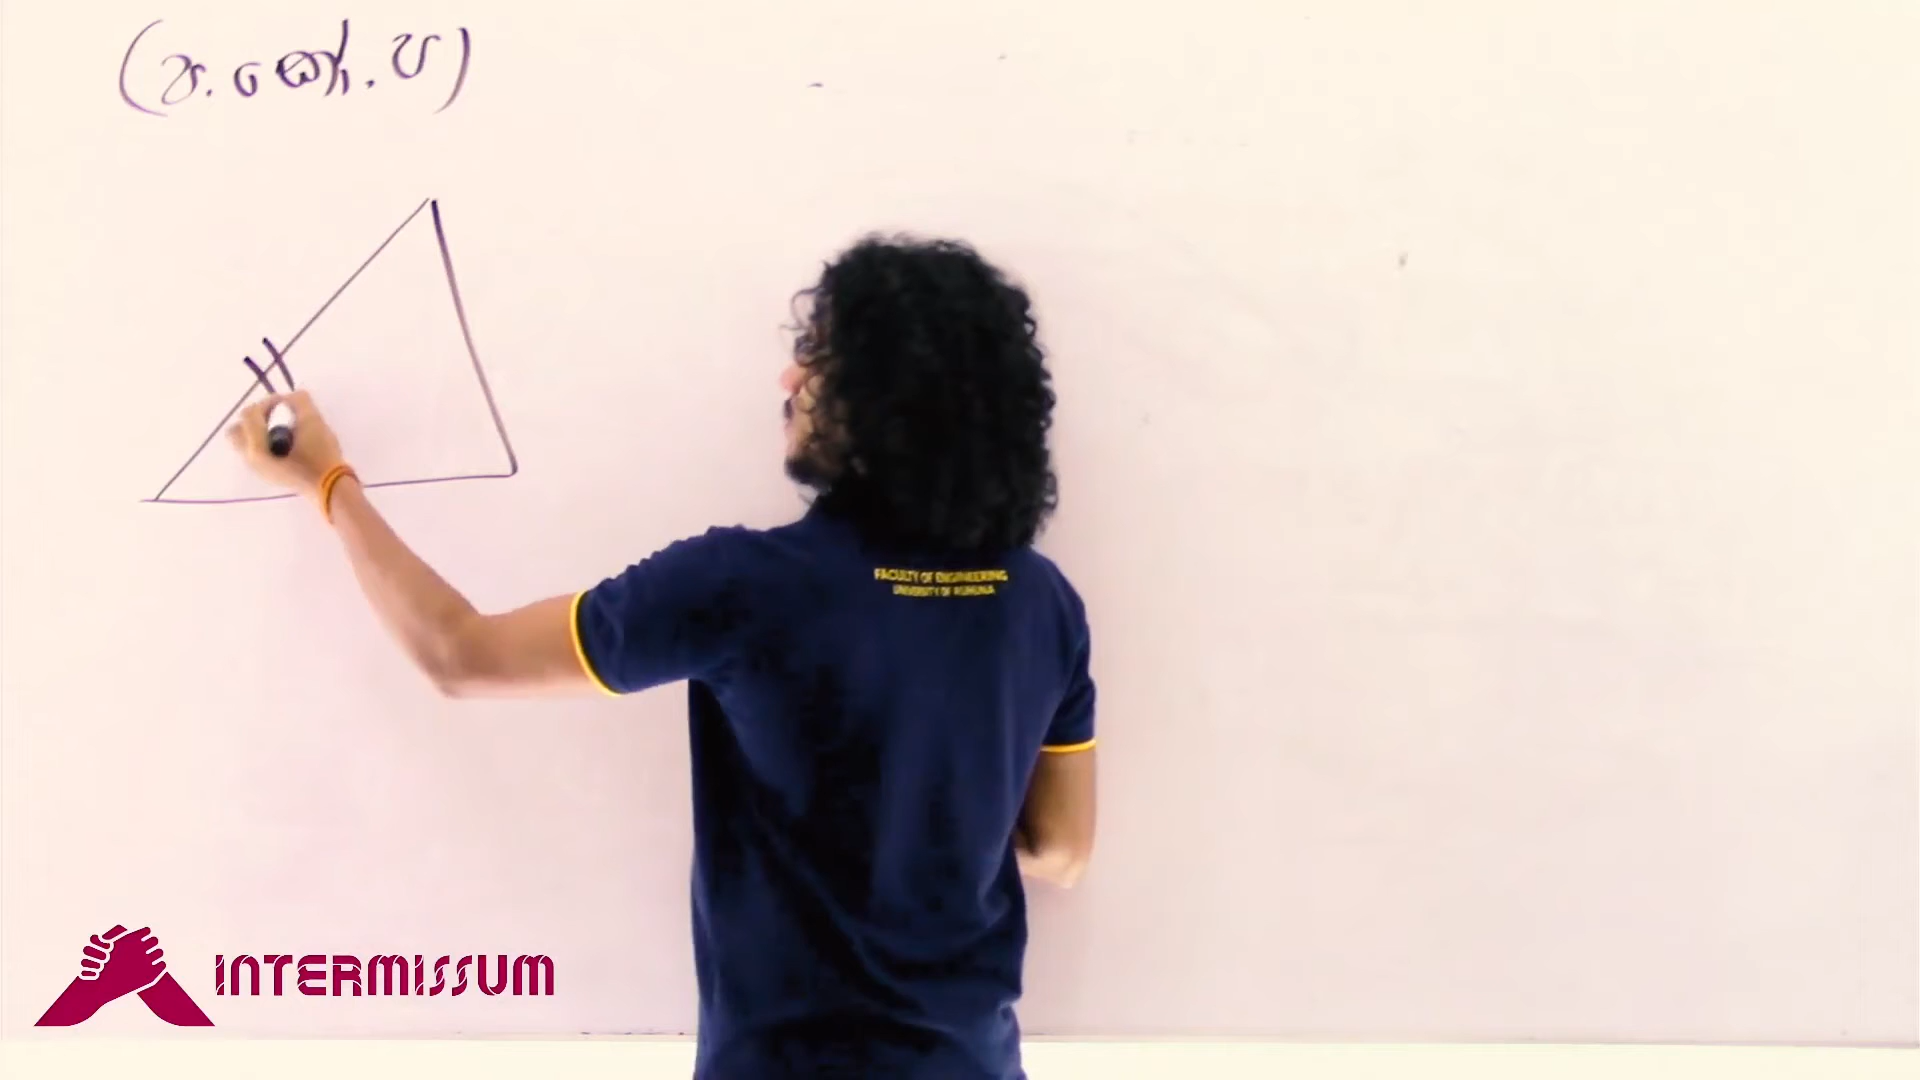 (ප.කෝ.ප)
FACULTY OF ENGINEERING
UNIVERSITY OF RUHUNA
INTERMISSUM